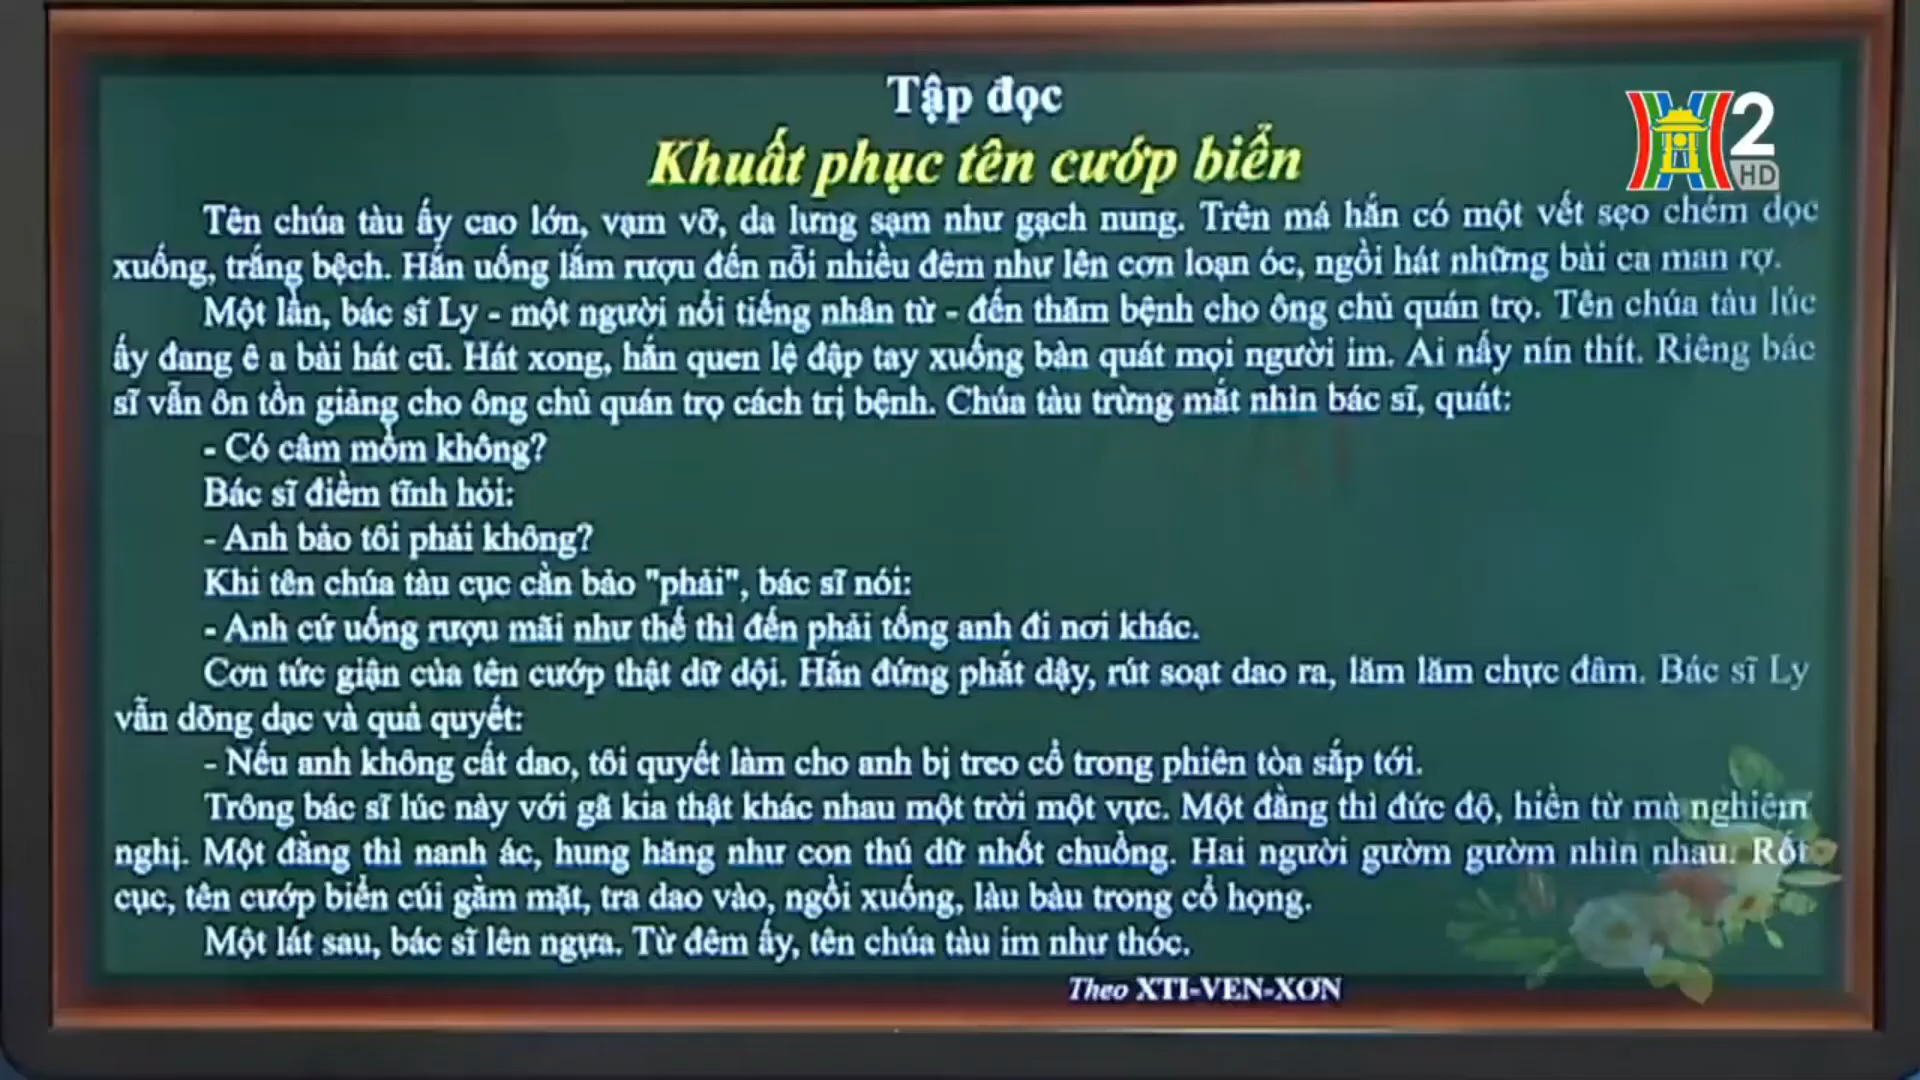 Tập đọc
2
HD
Khuất phục tên cướp biển
Tên chúa tàu ấy cao lớn, vạm vỡ, da lưng sạm như gạch nung. Trên má hắn có một vết sẹo chém dọc
xuống, trắng bệch. Hắn uống lắm rượu đến nỗi nhiều đêm như lên cơn loạn óc, ngồi hát những bài ca man rợ.
Một lần, bác sĩ Ly - một người nổi tiếng nhân từ - đến thăm bệnh cho ông chủ quán trọ. Tên chúa tàu lúc
ấy đang ê a bài hát cũ. Hát xong, hắn quen lệ đập tay xuống bàn quát mọi người im. Ai nấy nín thít. Riêng bác
sĩ vẫn ôn tồn giảng cho ông chủ quán trọ cách trị bệnh. Chúa tàu trừng mắt nhìn bác sĩ, quát:
- Có câm mồm không?
Bác sĩ điềm tĩnh hỏi:
- Anh bảo tôi phải không?
Khi tên chúa tàu cục cằn bảo "phải", bác sĩ nói:
- Anh cứ uống rượu mãi như thế thì đến phải tống anh đi nơi khác.
Cơn tức giận của tên cướp thật dữ dội. Hắn đứng phắt dậy, rút soạt dao ra, lăm lăm chực đâm. Bác sĩ Ly
vẫn dõng dạc và quả quyết:
- Nếu anh không cất dao, tôi quyết làm cho anh bị treo cổ trong phiên tòa sắp tới.
Trông bác sĩ lúc này với gã kia thật khác nhau một trời một vực. Một đằng thì đức độ, hiền từ mà nghiêm
nghị. Một đằng thì nanh ác, hung hăng như con thú dữ nhốt chuồng. Hai người gườm gườm nhìn nhau. Rốt
cục, tên cướp biển cúi gằm mặt, tra dao vào, ngồi xuống, làu bàu trong cổ họng.
Một lát sau, bác sĩ lên ngựa. Từ đêm ấy, tên chúa tàu im như thóc.
Theo XTI-VEN-XƠN